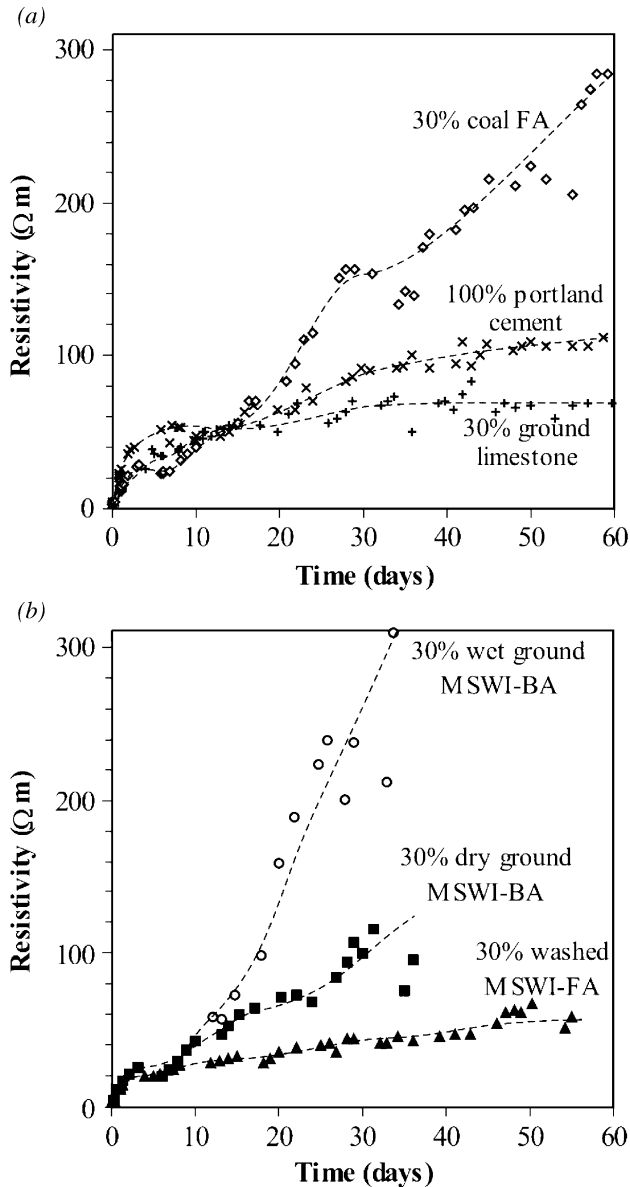 (a)
300
30% coal FA
200
100% portland
cement
100
30% ground
limestone
0
Resistivity (Ω m)
0 10 20 30 40 50 60
Time (days)
(b)
300
30% wet ground
MSWI-BA
200
30% dry ground
MSWI-BA
100
30% washed
MSWI-FA
0
Resistivity (Ω m)
0 10 20 30 40 50 60
Time (days)